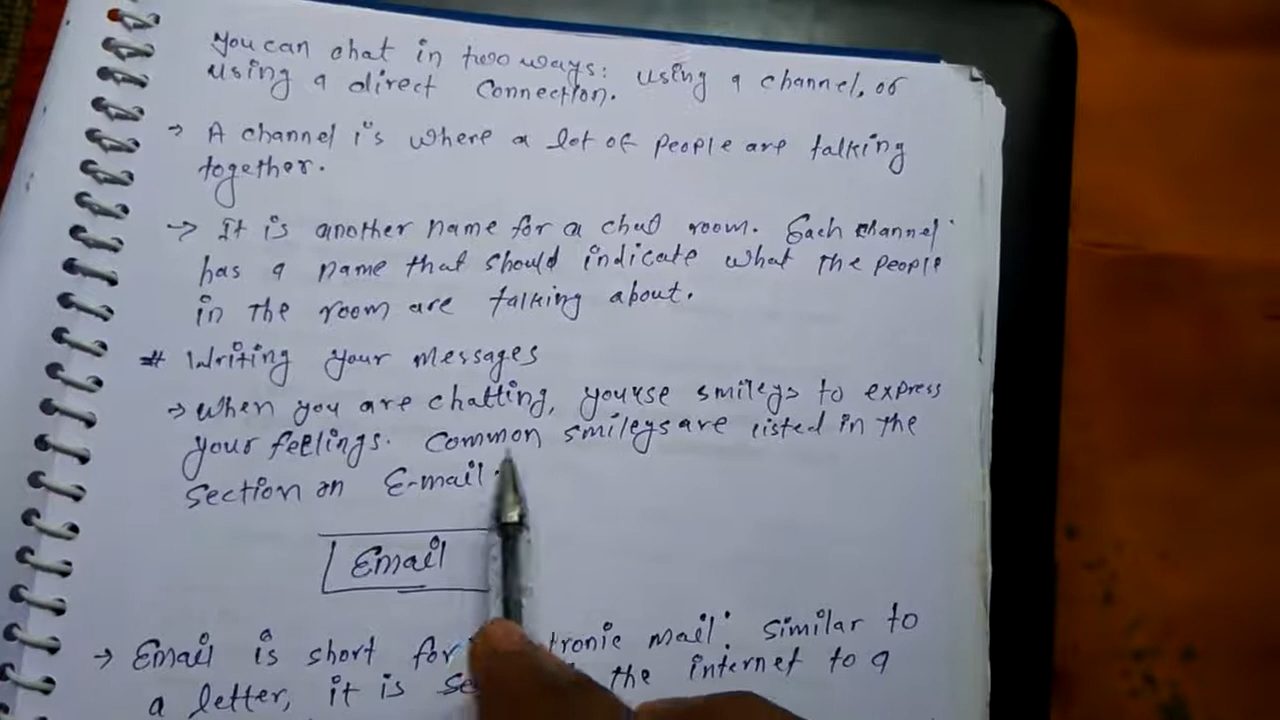 you can chat in two ways: using a channel, or
using a direct connection.
→ A channel is where a lot of people are talking
together.
→ It is another name for a chat room. Each channel
has a name that should indicate what the people
in the room are talking about.
# Writing your messages
→ When you are chatting, youuse smileys to express
your feelings. Common smileys are listed in the
section on E-mail.
Email
→ Email is short for tronic mail. Similar to
a letter, it is se the internet to a